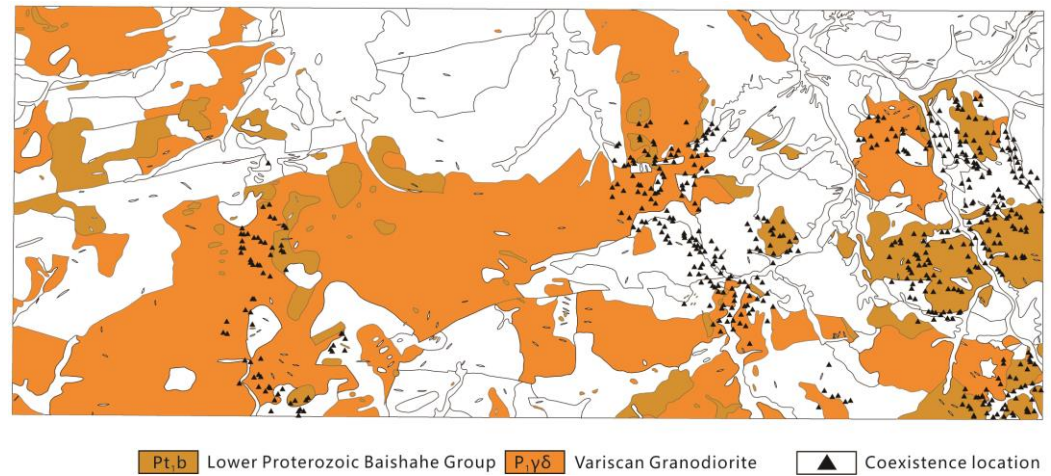 Pt₁b Lower Proterozoic Baishahe Group P₁γδ Variscan Granodiorite Coexistence location